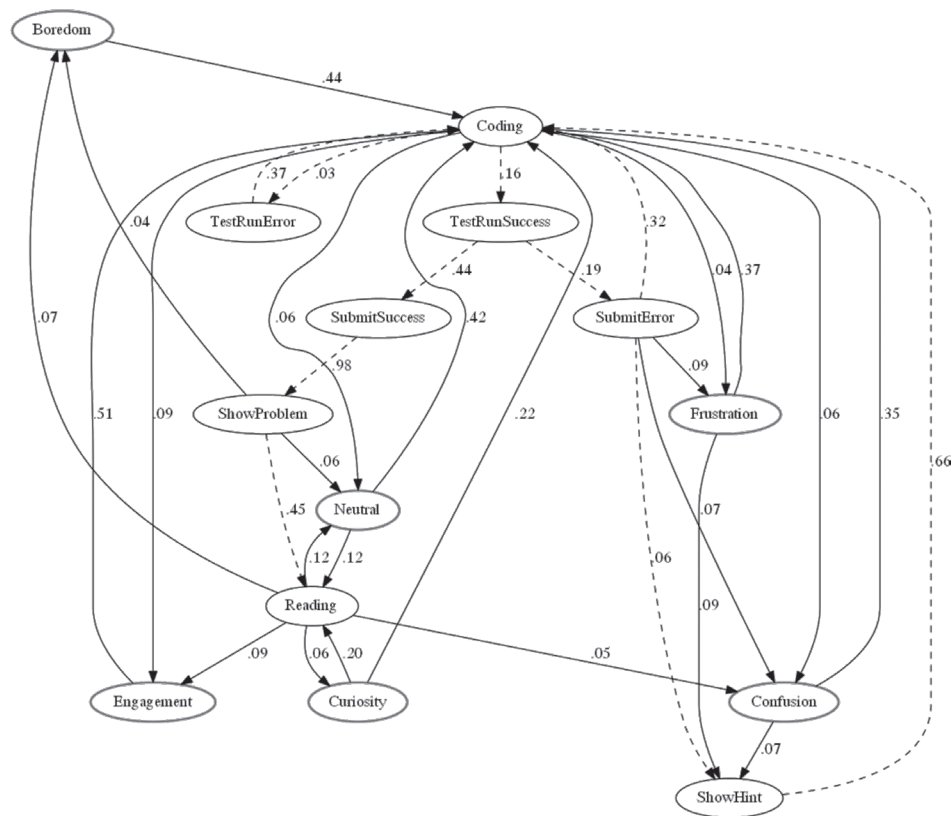 Boredom
.44
Coding
.37
.03
.16
TestRunError
TestRunSuccess
.04
.32
.44
.19
.04
.37
.07
.06
SubmitSuccess
.42
SubmitError
.98
.09
ShowProblem
.51
.09
.22
Frustration
.06
.35
.06
.66
.45
Neutral
.07
.12
.12
.06
Reading
.09
.09
.06
.20
.05
Engagement
Curiosity
Confusion
.07
ShowHint